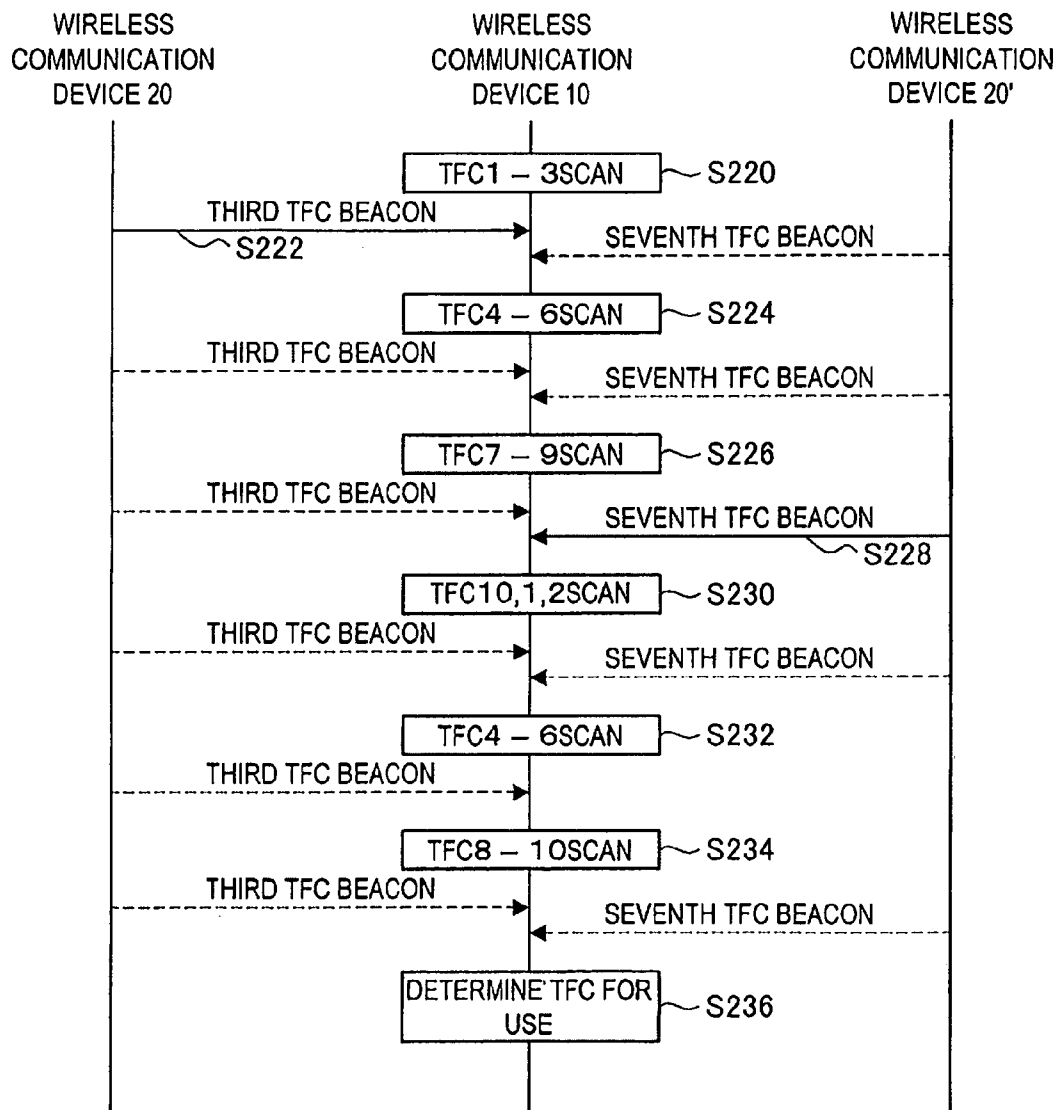 WIRELESS
COMMUNICATION
DEVICE 20
WIRELESS
COMMUNICATION
DEVICE 10
WIRELESS
COMMUNICATION
DEVICE 20'
TFC1 – 3SCAN
S220
THIRD TFC BEACON
S222
SEVENTH TFC BEACON
TFC4 – 6SCAN
S224
THIRD TFC BEACON
SEVENTH TFC BEACON
TFC7 – 9SCAN
S226
THIRD TFC BEACON
SEVENTH TFC BEACON
S228
TFC10,1,2SCAN
S230
THIRD TFC BEACON
SEVENTH TFC BEACON
TFC4 – 6SCAN
S232
THIRD TFC BEACON
TFC8 – 10SCAN
S234
THIRD TFC BEACON
SEVENTH TFC BEACON
DETERMINE TFC FOR
USE
S236